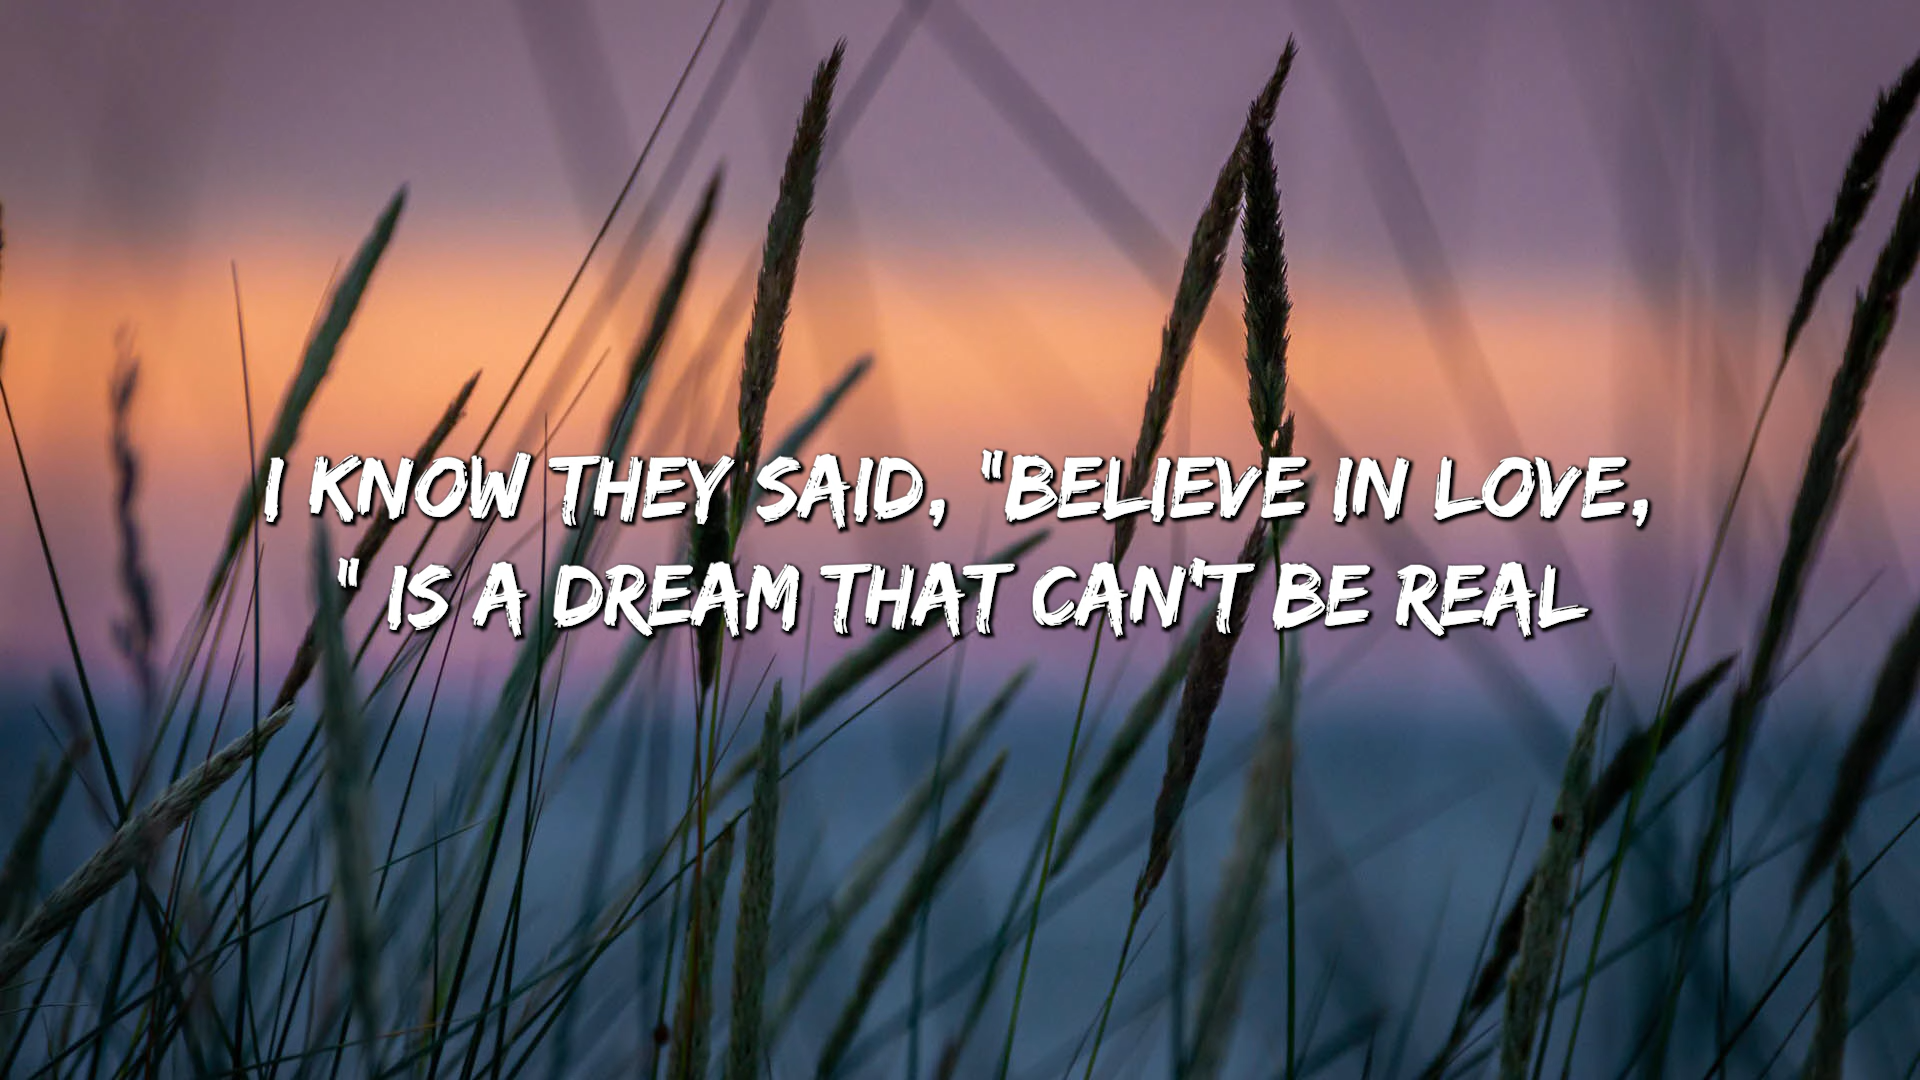 I KNOW THEY SAID, "BELIEVE IN LOVE,
" IS A DREAM THAT CAN'T BE REAL